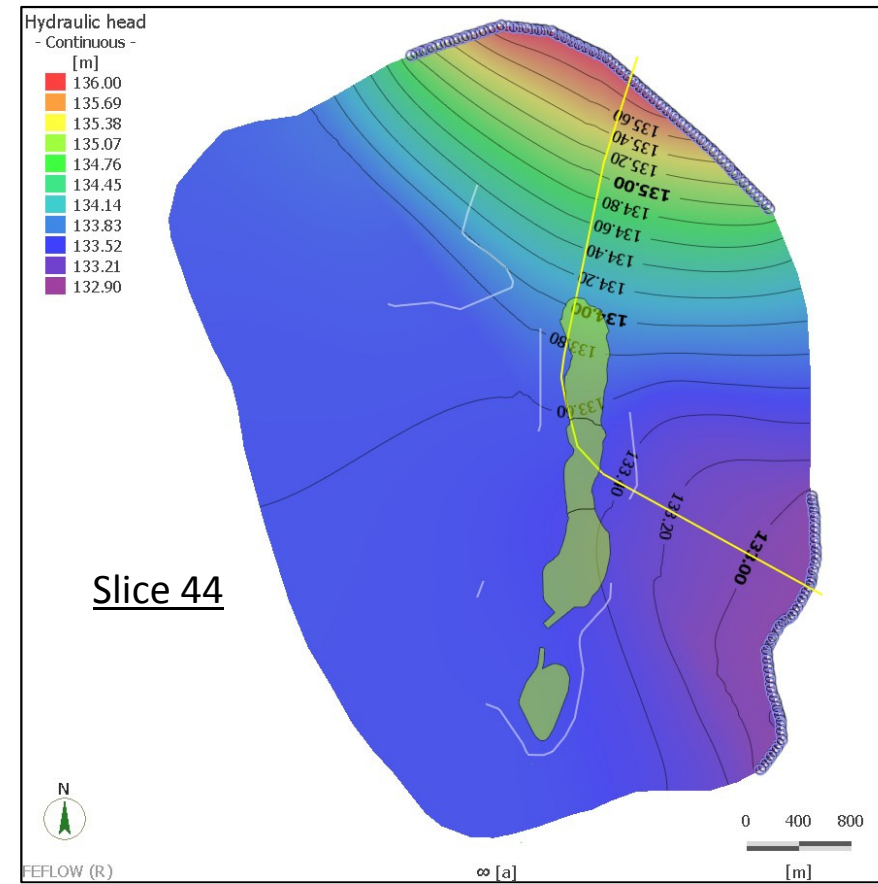 Hydraulic head
- Continuous -
[m]
136.00
135.69
135.38
135.07
134.76
134.45
134.14
133.83
133.52
133.21
132.90
135.60
135.40
135.20
135.00
134.80
134.60
134.40
134.20
134.00
133.80
133.60
133.40
133.20
133.00
Slice 44
N
0 400 800
FEFLOW (R)
∞ [a]
[m]